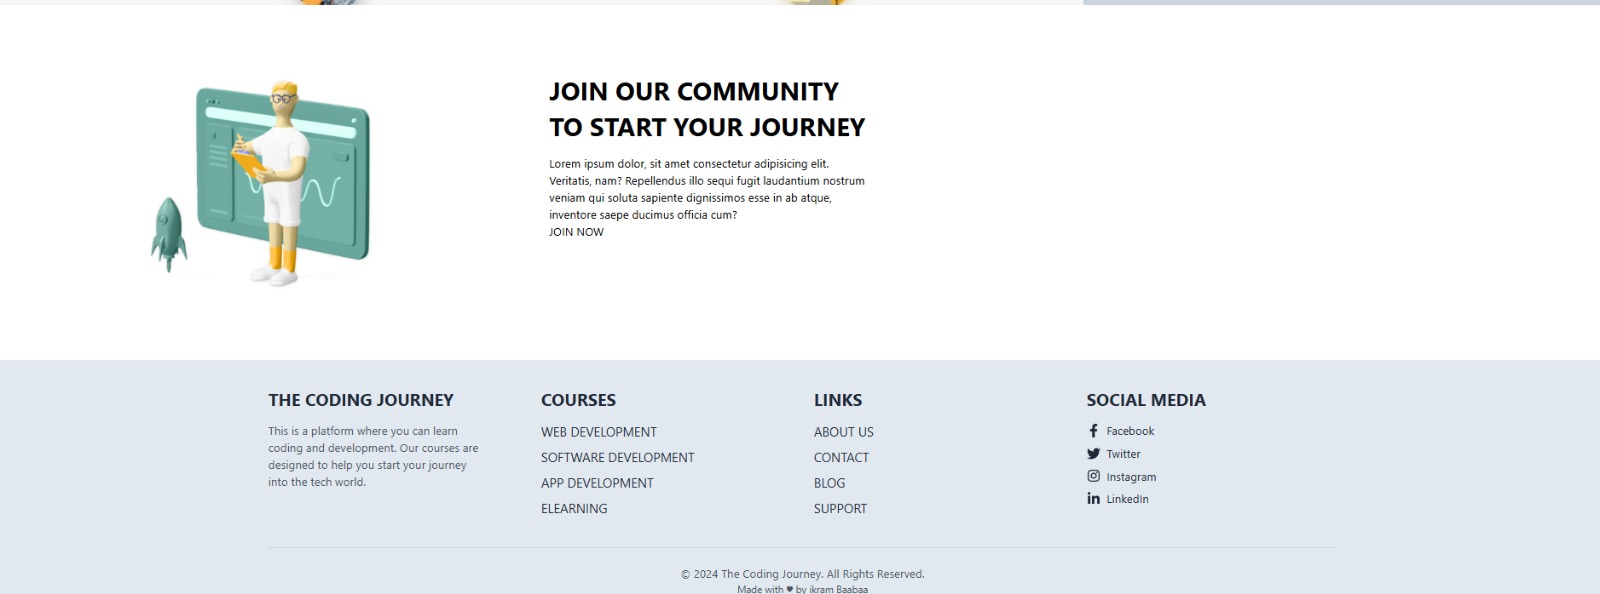 JOIN OUR COMMUNITY
TO START YOUR JOURNEY
Lorem ipsum dolor, sit amet consectetur adipisicing elit.
Veritatis, nam? Repellendus illo sequi fugit laudantium nostrum
veniam qui soluta sapiente dignissimos esse in ab atque,
inventore saepe ducimus officia cum?
JOIN NOW
THE CODING JOURNEY
This is a platform where you can learn
coding and development. Our courses are
designed to help you start your journey
into the tech world.
COURSES
WEB DEVELOPMENT
SOFTWARE DEVELOPMENT
APP DEVELOPMENT
ELEARNING
LINKS
ABOUT US
CONTACT
BLOG
SUPPORT
SOCIAL MEDIA
Facebook
Twitter
Instagram
LinkedIn
© 2024 The Coding Journey. All Rights Reserved.
Made with ♥ by ikram Baabaa